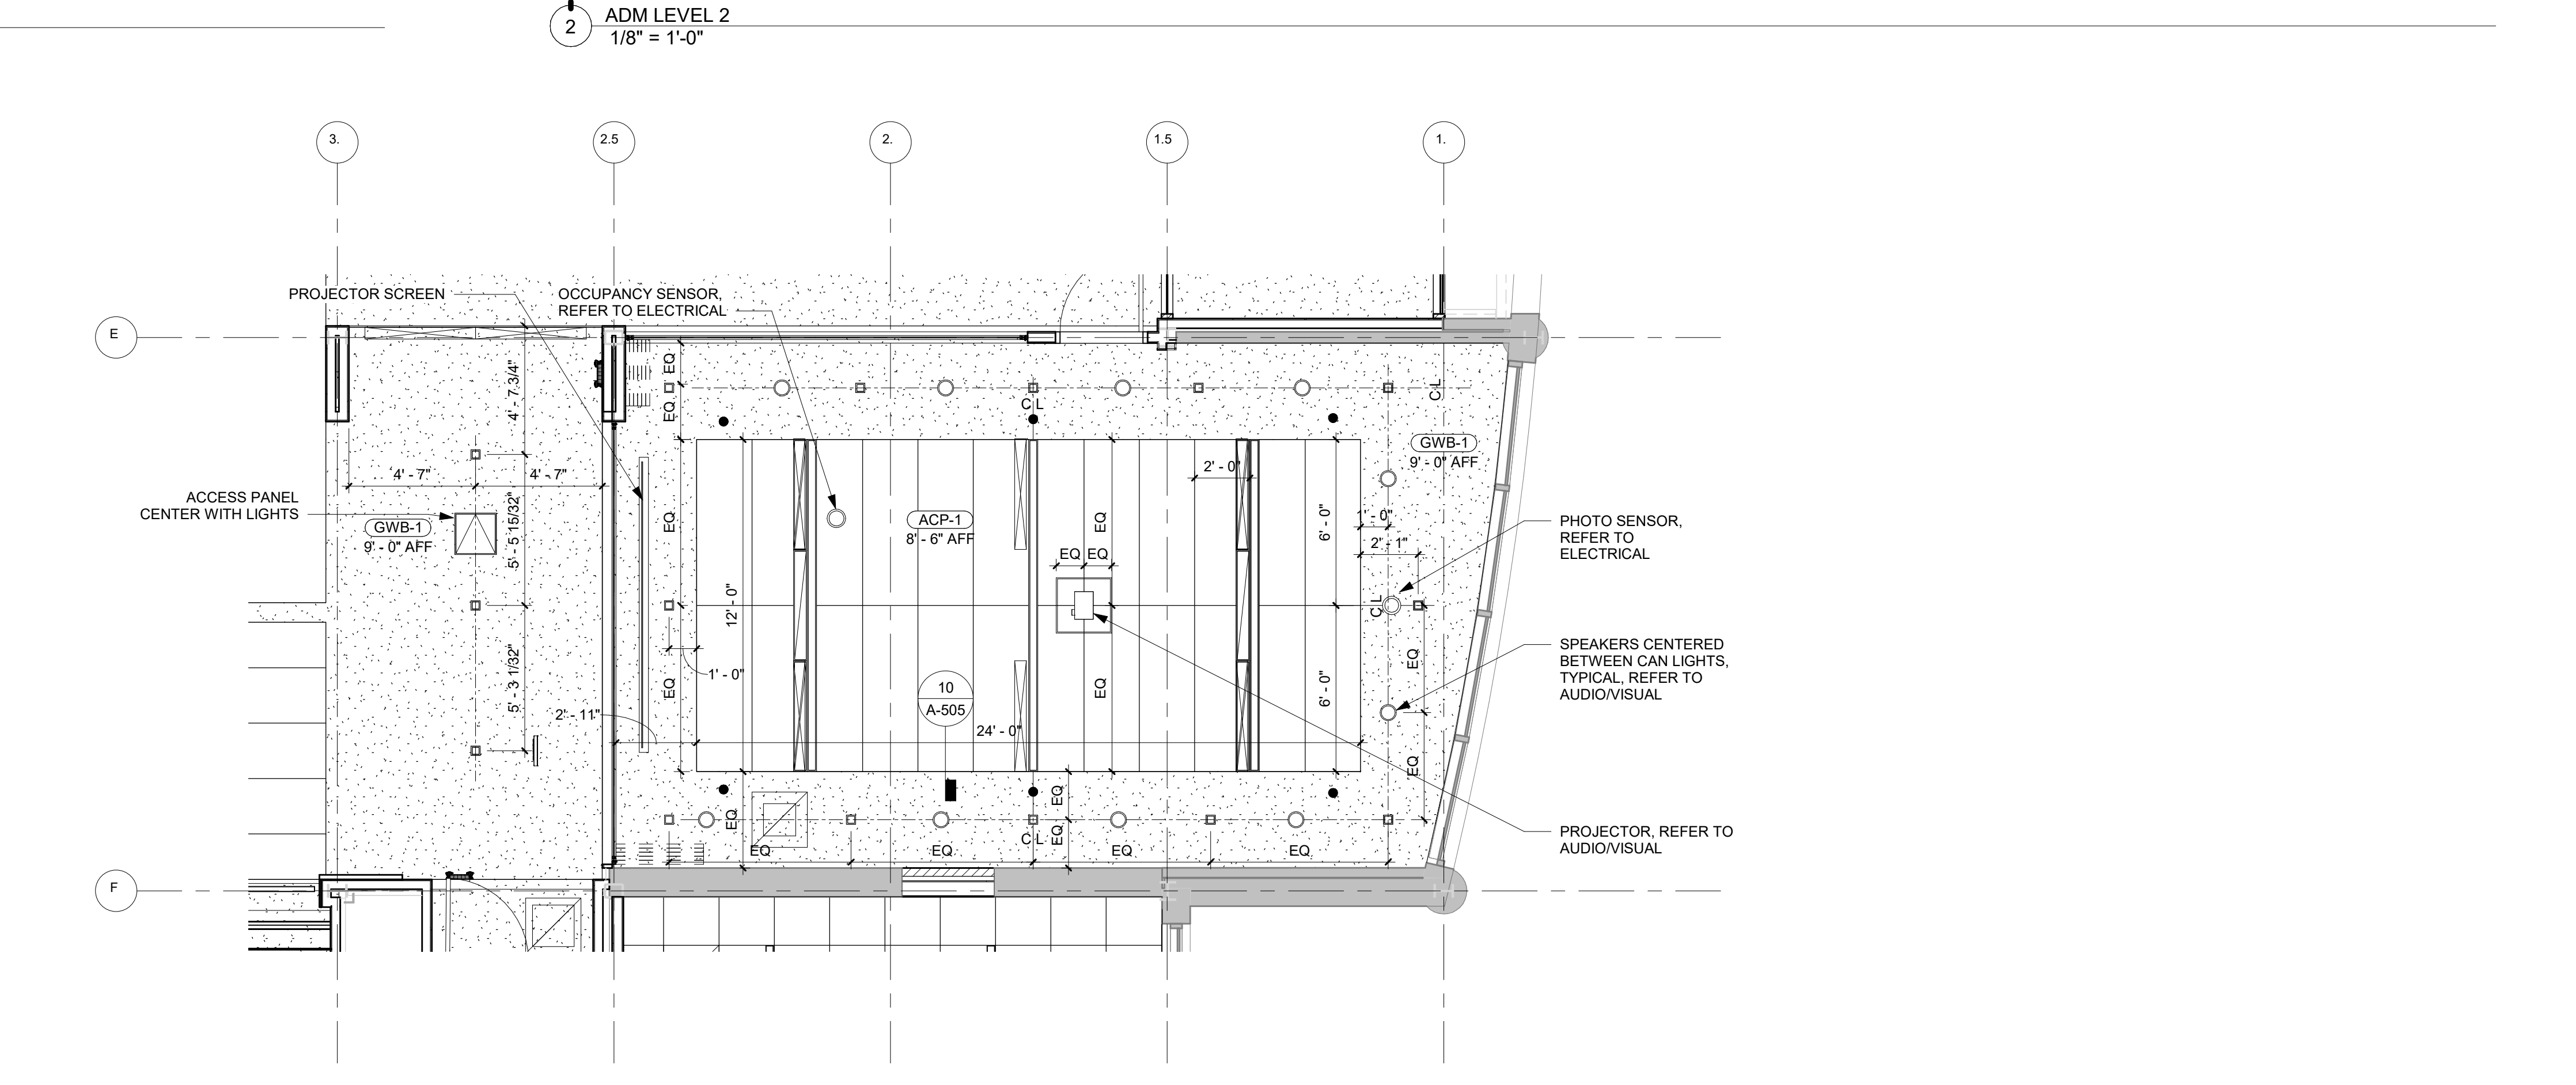 2
ADM LEVEL 2
1/8" = 1'-0"
3.
2.5
2.
1.5
1.
PROJECTOR SCREEN
OCCUPANCY SENSOR,
REFER TO ELECTRICAL
E
EQ
4' - 7 3/4"
C L
EQ
C L
GWB-1
9' - 0" AFF
4' - 7"
4' - 7"
2' - 0"
ACCESS PANEL
CENTER WITH LIGHTS
GWB-1
9' - 0" AFF
5' - 5 15/32"
EQ
ACP-1
8' - 6" AFF
EQ
EQ EQ
6' - 0"
1' - 0"
2' - 1"
PHOTO SENSOR,
REFER TO
ELECTRICAL
12' - 0"
C L
5' - 3 1/32"
EQ
1' - 0"
10
A-505
EQ
6' - 0"
EQ
SPEAKERS CENTERED
BETWEEN CAN LIGHTS,
TYPICAL, REFER TO
AUDIO/VISUAL
2' - 11"
24' - 0"
EQ
EQ
EQ
EQ
C L
EQ
EQ
EQ
EQ
PROJECTOR, REFER TO
AUDIO/VISUAL
EQ
F